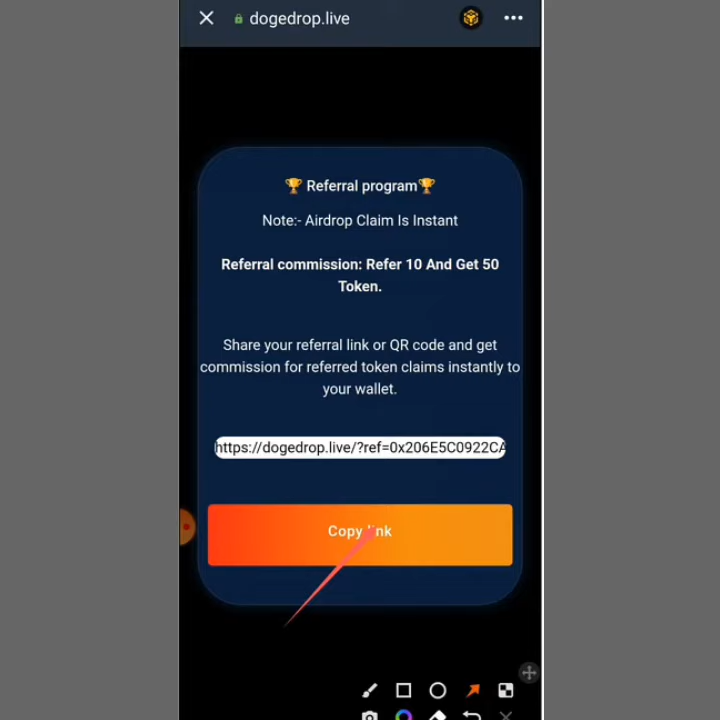 dogedrop.live
🏆 Referral program🏆
Note:- Airdrop Claim Is Instant
Referral commission: Refer 10 And Get 50
Token.
Share your referral link or QR code and get
commission for referred token claims instantly to
your wallet.
https://dogedrop.live/?ref=0x206E5C0922CA
Copy link